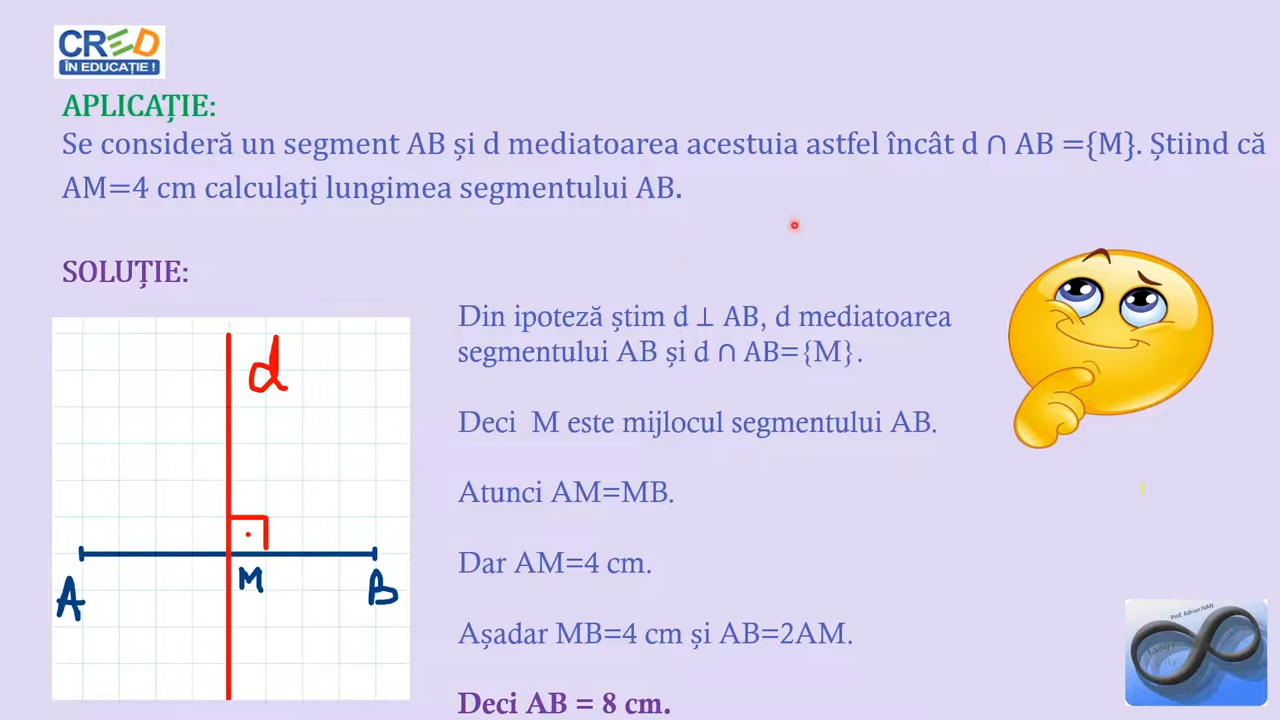 CRED
ÎN EDUCAȚIE !
APLICAȚIE:
Se consideră un segment AB și d mediatoarea acestuia astfel încât d ∩ AB ={M}. Știind că
AM=4 cm calculați lungimea segmentului AB.
SOLUȚIE:
Din ipoteză știm d ⊥ AB, d mediatoarea
segmentului AB și d ∩ AB={M}.
Deci M este mijlocul segmentului AB.
Atunci AM=MB.
Dar AM=4 cm.
Așadar MB=4 cm și AB=2AM.
Deci AB = 8 cm.
d
M
A
B
Prof. Adrian IVAN